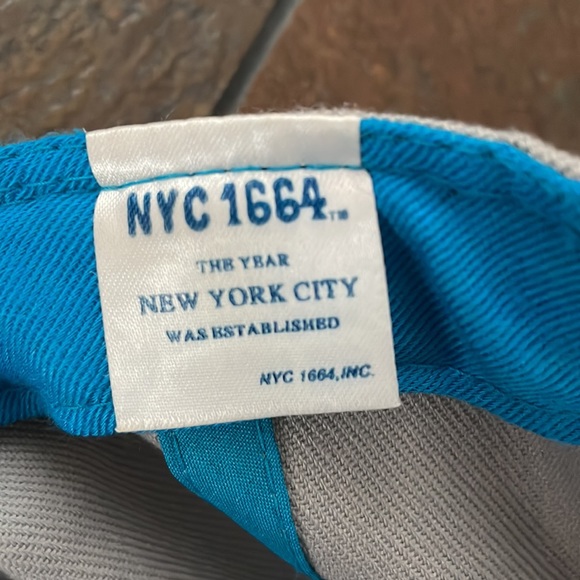 NYC 1664™
THE YEAR
NEW YORK CITY
WAS ESTABLISHED
NYC 1664, INC.